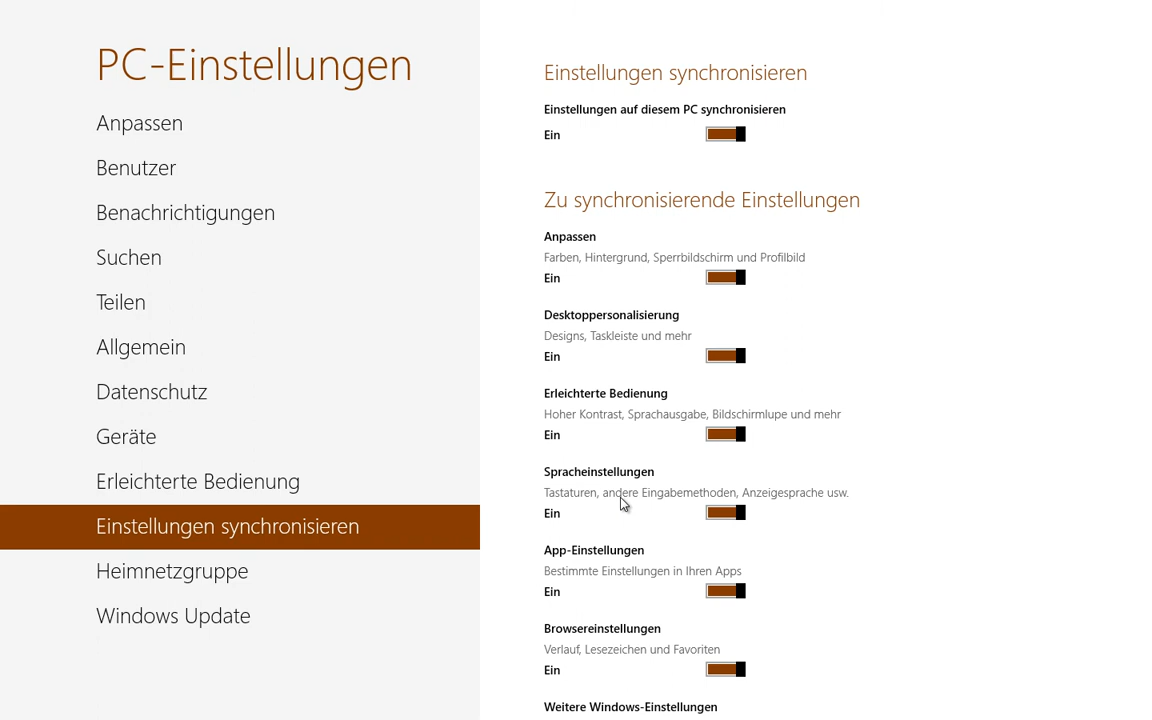 PC-Einstellungen
Anpassen
Benutzer
Benachrichtigungen
Suchen
Teilen
Allgemein
Datenschutz
Geräte
Erleichterte Bedienung
Einstellungen synchronisieren
Heimnetzgruppe
Windows Update
Einstellungen synchronisieren
Einstellungen auf diesem PC synchronisieren
Ein
Zu synchronisierende Einstellungen
Anpassen
Farben, Hintergrund, Sperrbildschirm und Profilbild
Ein
Desktoppersonalisierung
Designs, Taskleiste und mehr
Ein
Erleichterte Bedienung
Hoher Kontrast, Sprachausgabe, Bildschirmlupe und mehr
Ein
Spracheinstellungen
Tastaturen, andere Eingabemethoden, Anzeigesprache usw.
Ein
App-Einstellungen
Bestimmte Einstellungen in Ihren Apps
Ein
Browsereinstellungen
Verlauf, Lesezeichen und Favoriten
Ein
Weitere Windows-Einstellungen